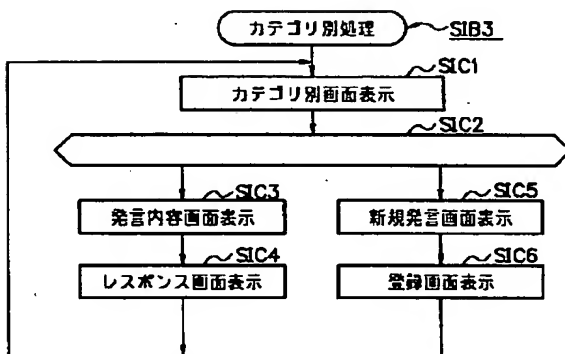 カテゴリ別処理 SIB3
SIC1
カテゴリ別画面表示
SIC2
SIC3 SIC5
発言内容画面表示 新規発言画面表示
SIC4 SIC6
レスポンス画面表示 登録画面表示